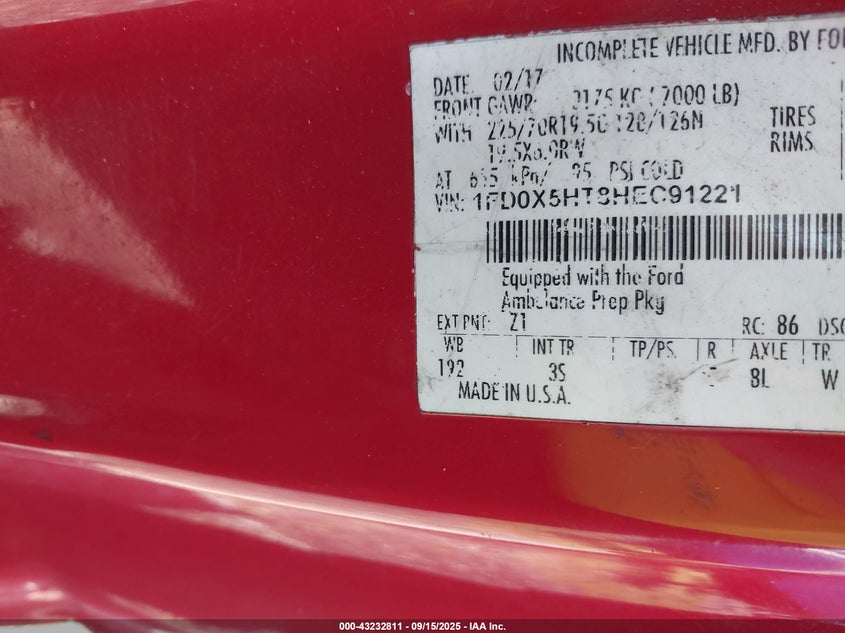 INCOMPLETE VEHICLE MFD. BY FO
DATE: 02/17
FRONT GAWR: 3175 KG ( 7000 LB)
WITH 225/70R19.5G 128/126N TIRES
19.5X6.0RW RIMS
AT 655 kPa/ 95 PSI COLD
VIN: 1FD0X5HT8HEC91221
Equipped with the Ford
Ambulance Prep Pkg
EXT PNT: Z1 RC: 86 DSO
WB INT TR TP/PS R AXLE TR
192 3S 8L W
MADE IN U.S.A.
000-43232811 - 09/15/2025 - IAA Inc.